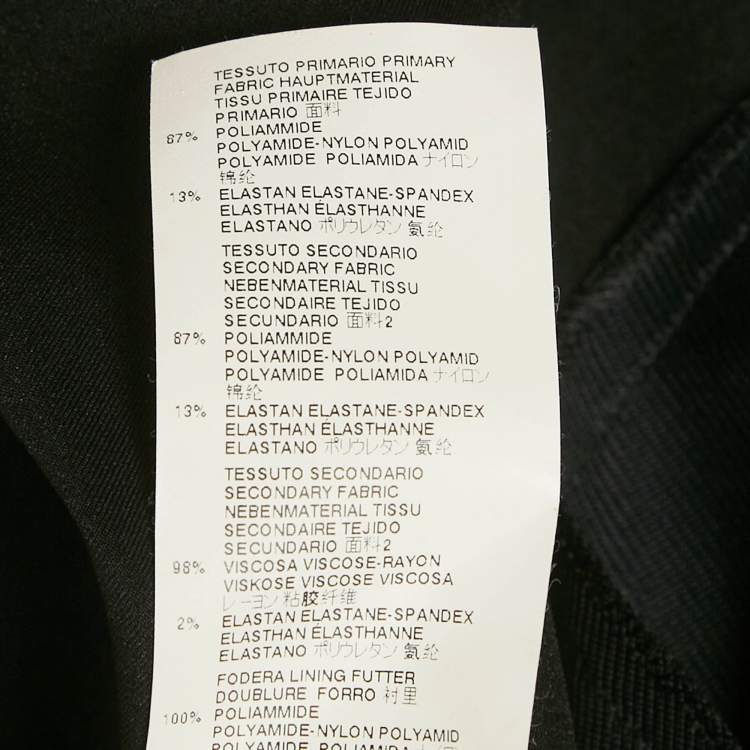 TESSUTO PRIMARIO PRIMARY
FABRIC HAUPTMATERIAL
TISSU PRIMAIRE TEJIDO
PRIMARIO 面料
87% POLIAMMIDE
POLYAMIDE-NYLON POLYAMID
POLYAMIDE POLIAMIDA ナイロン
锦纶
13% ELASTAN ELASTANE-SPANDEX
ELASTHAN ÉLASTHANNE
ELASTANO ポリウレタン 氨纶
TESSUTO SECONDARIO
SECONDARY FABRIC
NEBENMATERIAL TISSU
SECONDAIRE TEJIDO
SECUNDARIO 面料2
87% POLIAMMIDE
POLYAMIDE-NYLON POLYAMID
POLYAMIDE POLIAMIDA ナイロン
锦纶
13% ELASTAN ELASTANE-SPANDEX
ELASTHAN ÉLASTHANNE
ELASTANO ポリウレタン 氨纶
TESSUTO SECONDARIO
SECONDARY FABRIC
NEBENMATERIAL TISSU
SECONDAIRE TEJIDO
SECUNDARIO 面料2
98% VISCOSA VISCOSE-RAYON
VISKOSE VISCOSE VISCOSA
レーヨン 粘胶纤维
2% ELASTAN ELASTANE-SPANDEX
ELASTHAN ÉLASTHANNE
ELASTANO ポリウレタン 氨纶
FODERA LINING FUTTER
DOUBLURE FORRO 衬里
100% POLIAMMIDE
POLYAMIDE-NYLON POLYAMID
POLYAMIDE POLIAMIDA ナイロン